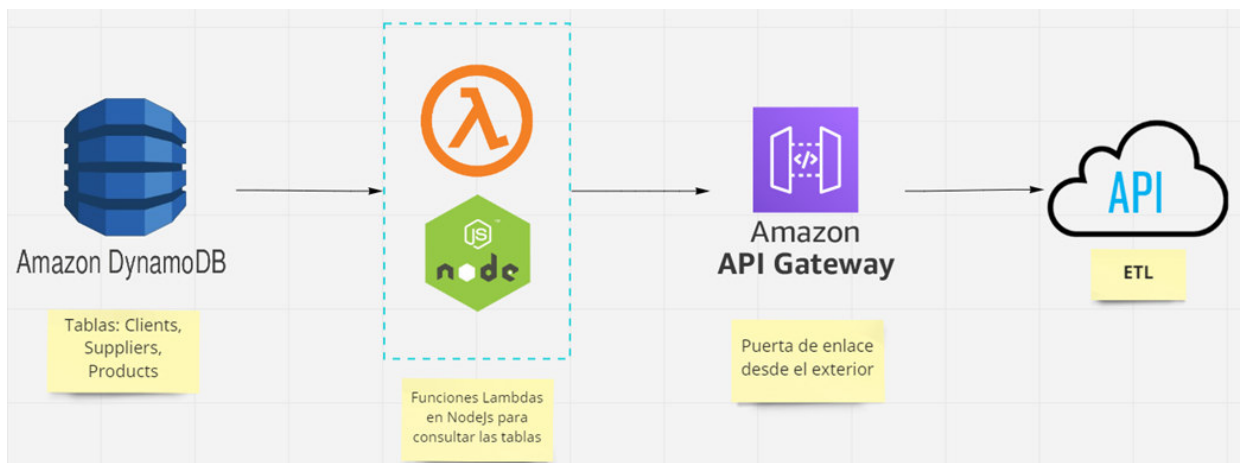 Amazon DynamoDB
Tablas: Clients,
Suppliers,
Products
λ
JS
node
Funciones Lambdas
en NodeJs para
consultar las tablas
</>
Amazon
API Gateway
Puerta de enlace
desde el exterior
API
ETL